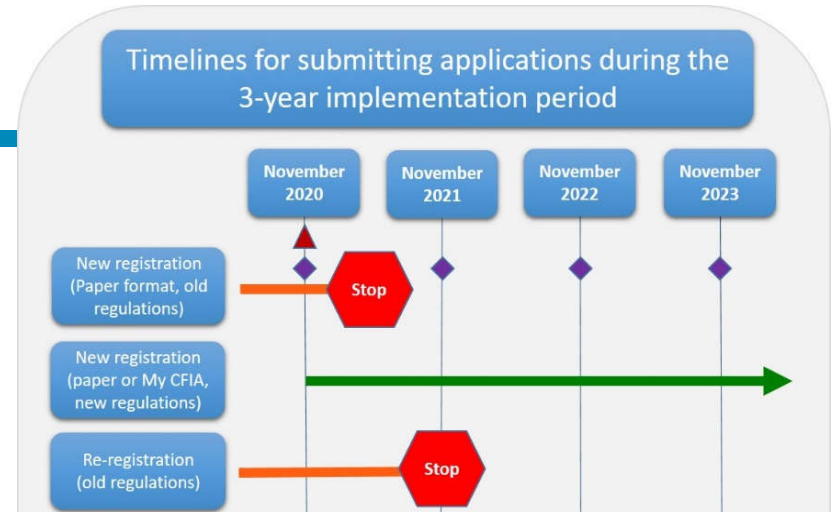 Timelines for submitting applications during the
3-year implementation period
November
2020
November
2021
November
2022
November
2023
New registration
(Paper format, old
regulations)
Stop
New registration
(paper or My CFIA,
new regulations)
Re-registration
(old regulations)
Stop